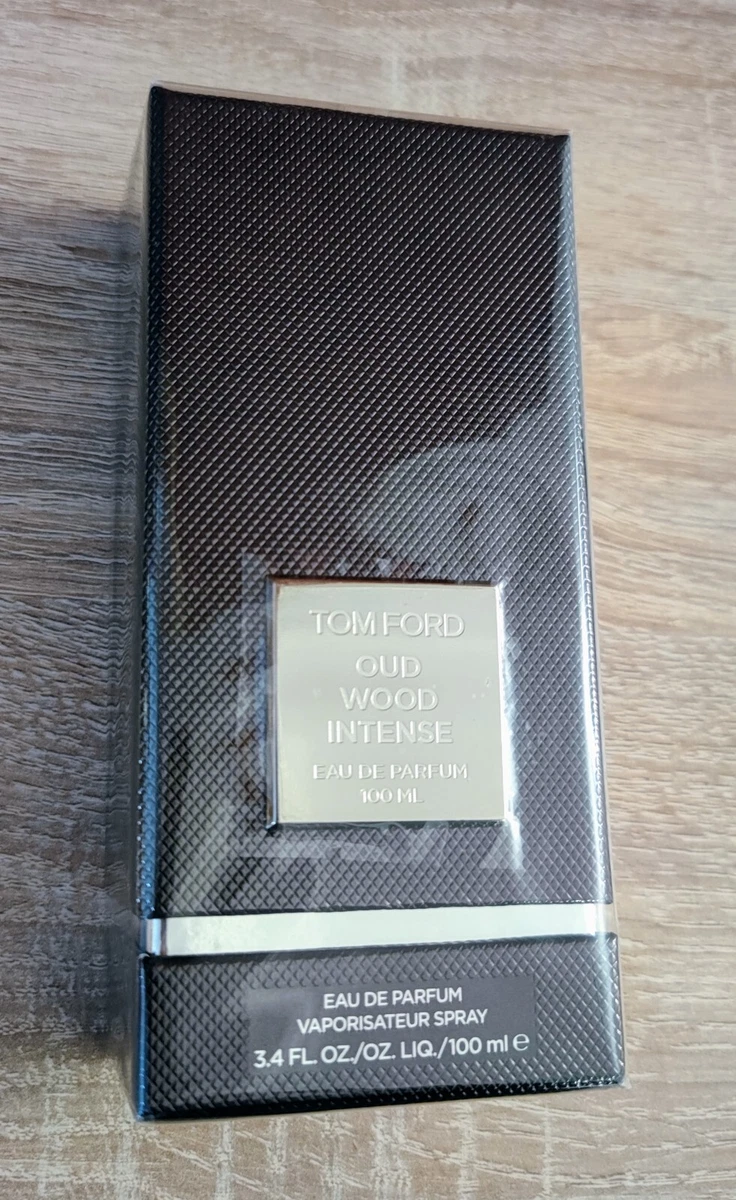 TOM FORD
OUD
WOOD
INTENSE
EAU DE PARFUM
100 ML
EAU DE PARFUM
VAPORISATEUR SPRAY
3.4 FL. OZ./OZ. LIQ./100 ml ℮